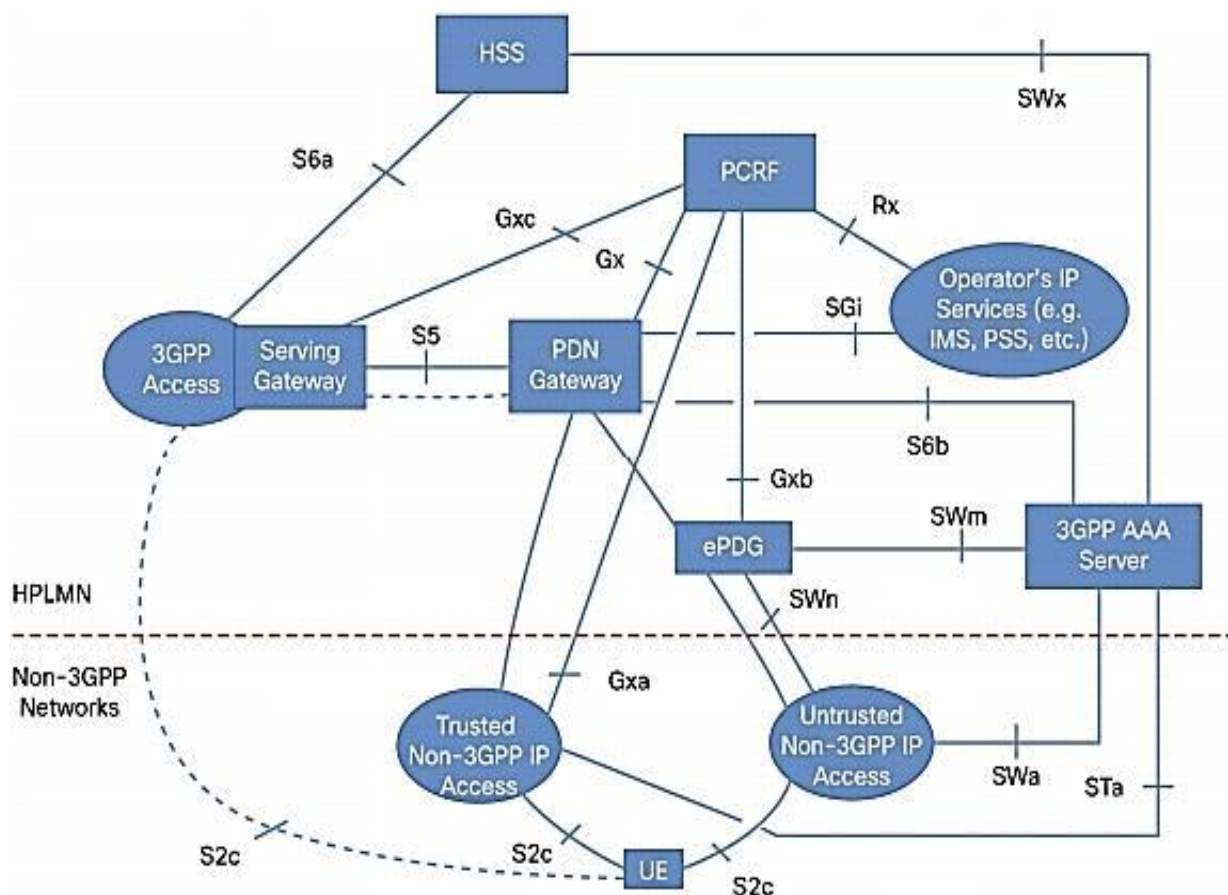 HSS
SWx
S6a
PCRF
Gxc
Rx
Gx
Operator's IP
Services (e.g.
IMS, PSS, etc.)
SGi
3GPP
Access
Serving
Gateway
S5
PDN
Gateway
S6b
Gxb
SWm
ePDG
3GPP AAA
Server
HPLMN
SWn
Non-3GPP
Networks
Gxa
Trusted
Non-3GPP IP
Access
Untrusted
Non-3GPP IP
Access
SWa
STa
S2c
S2c
UE
S2c